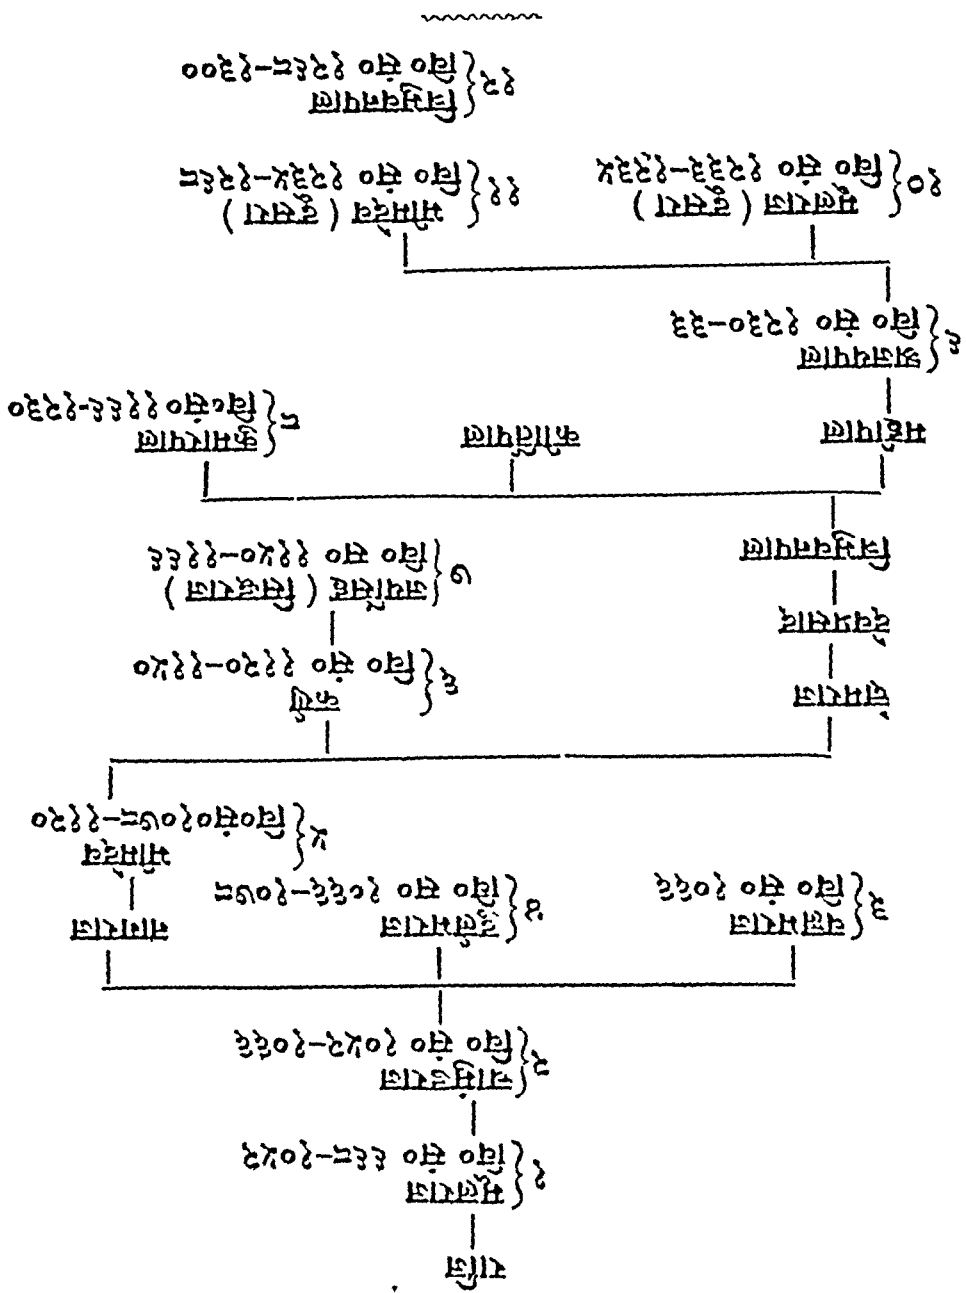 राजि
१ { मूलराज
वि० सं० ९९८-१०५२
२ { चामुंडराज
वि० सं० १०५२-१०६६
३ { वल्लभराज
वि० सं० १०६६
४ { दुर्लभराज
वि० सं० १०६६-१०७८
नागराज
५ { भीमदेव
वि०सं०१०७८-११२०
क्षेमराज
६ { कर्ण
वि० सं० ११२०-११५०
देवप्रसाद
७ { जयसिंह ( सिद्धराज )
वि० सं० ११५०-११९९
त्रिभुवनपाल
महीपाल
कीर्तिपाल
८ { कुमारपाल
वि०सं० ११९९-१२३०
९ { अजयपाल
वि० सं० १२३०-३३
१० { मूलराज ( दूसरा )
वि० सं० १२३३-१२३५
११ { भीमदेव ( दूसरा )
वि० सं० १२३५-१२९८
१२ { त्रिभुवनपाल
वि० सं० १२९८-१३००